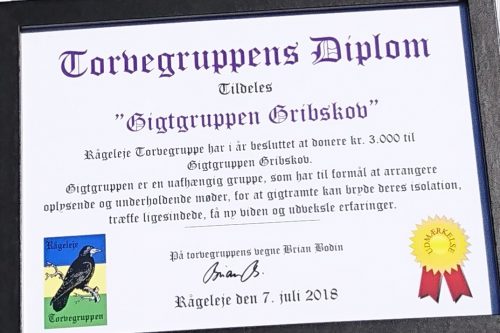 Torvegruppens Diplom
Tildeles
"Gigtgruppen Gribskov"
Rågeleje Torvegruppe har i år besluttet at donere kr. 3.000 til
Gigtgruppen Gribskov.
Gigtgruppen er en uafhængig gruppe, som har til formål at arrangere
oplysende og underholdende møder, for at gigtramte kan bryde deres isolation,
træffe ligesindede, få ny viden og udveksle erfaringer.
På torvegruppens vegne Brian Bodin
Brian B.
Rågeleje den 7. juli 2018
Rågeleje
Torvegruppen
UDMÆRKELSE